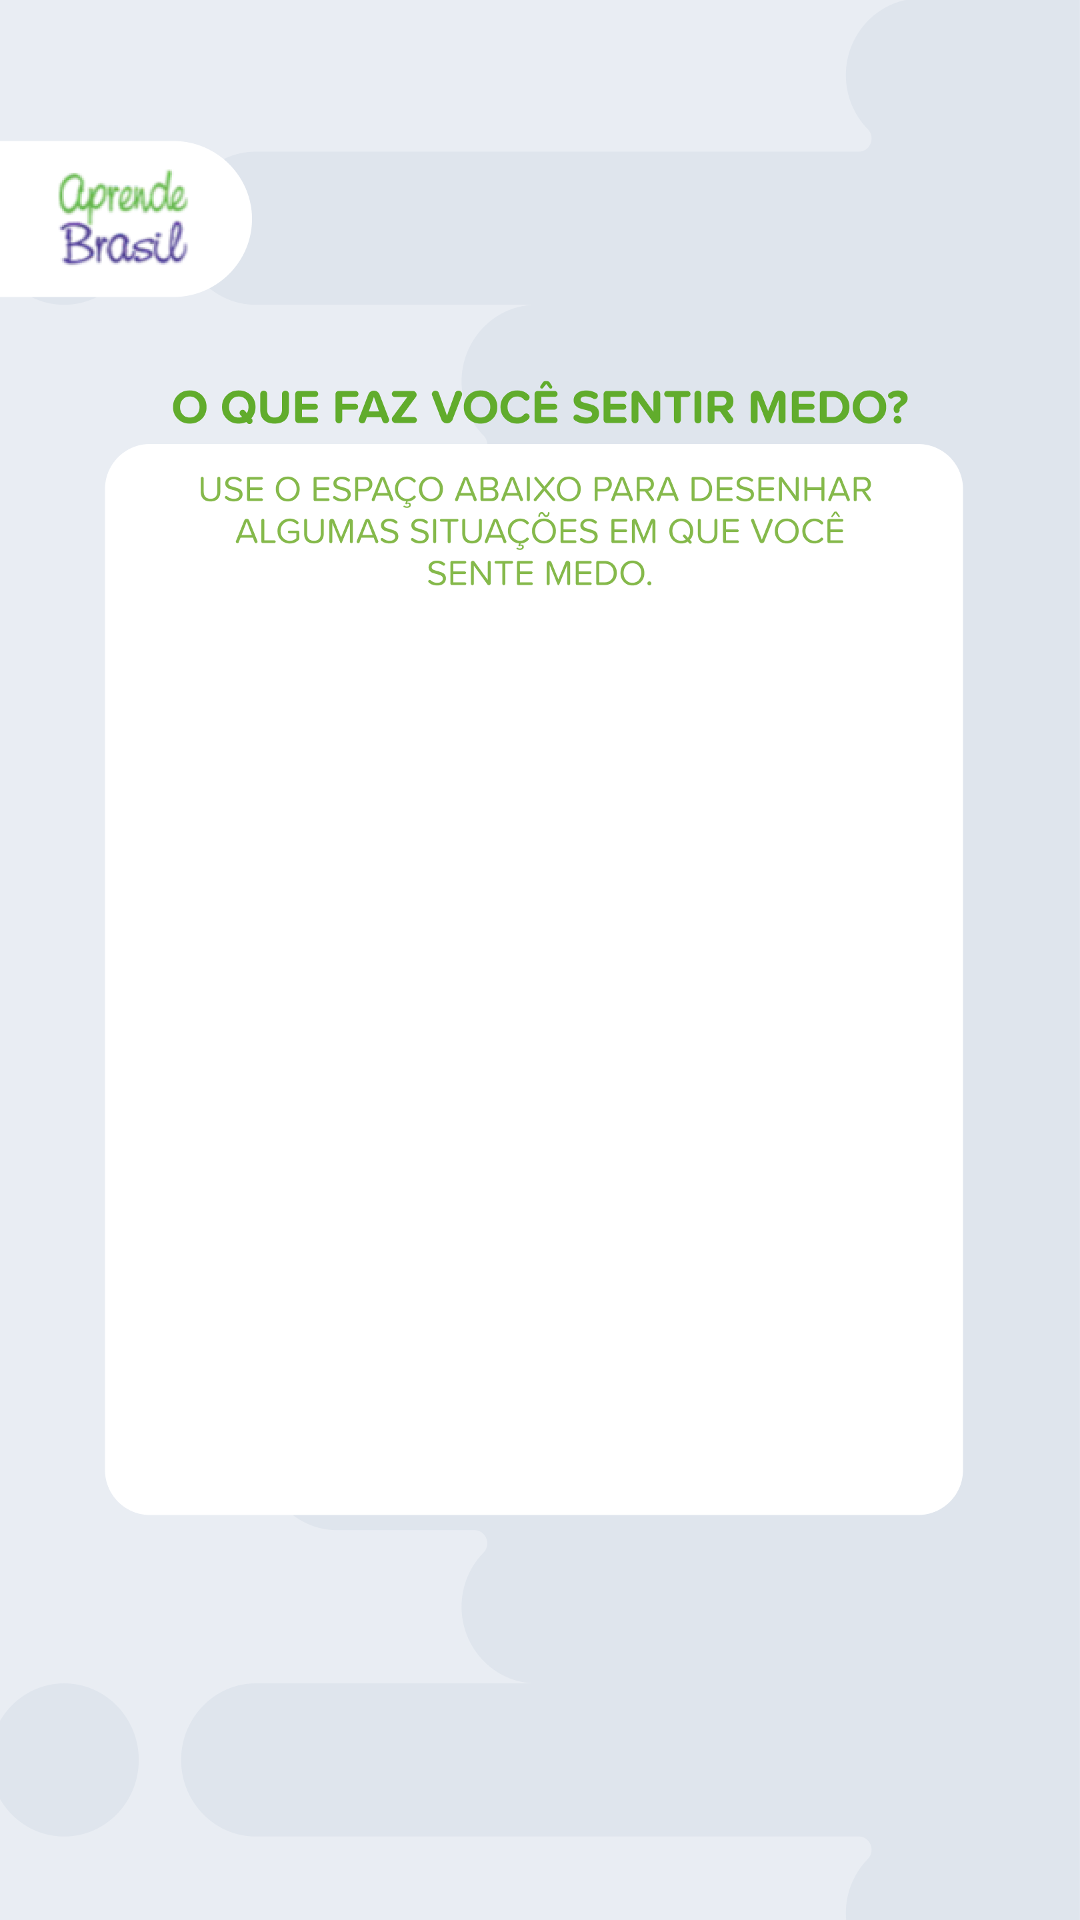 aprende
Brasil
O QUE FAZ VOCÊ SENTIR MEDO?
USE O ESPAÇO ABAIXO PARA DESENHAR
ALGUMAS SITUAÇÕES EM QUE VOCÊ
SENTE MEDO.